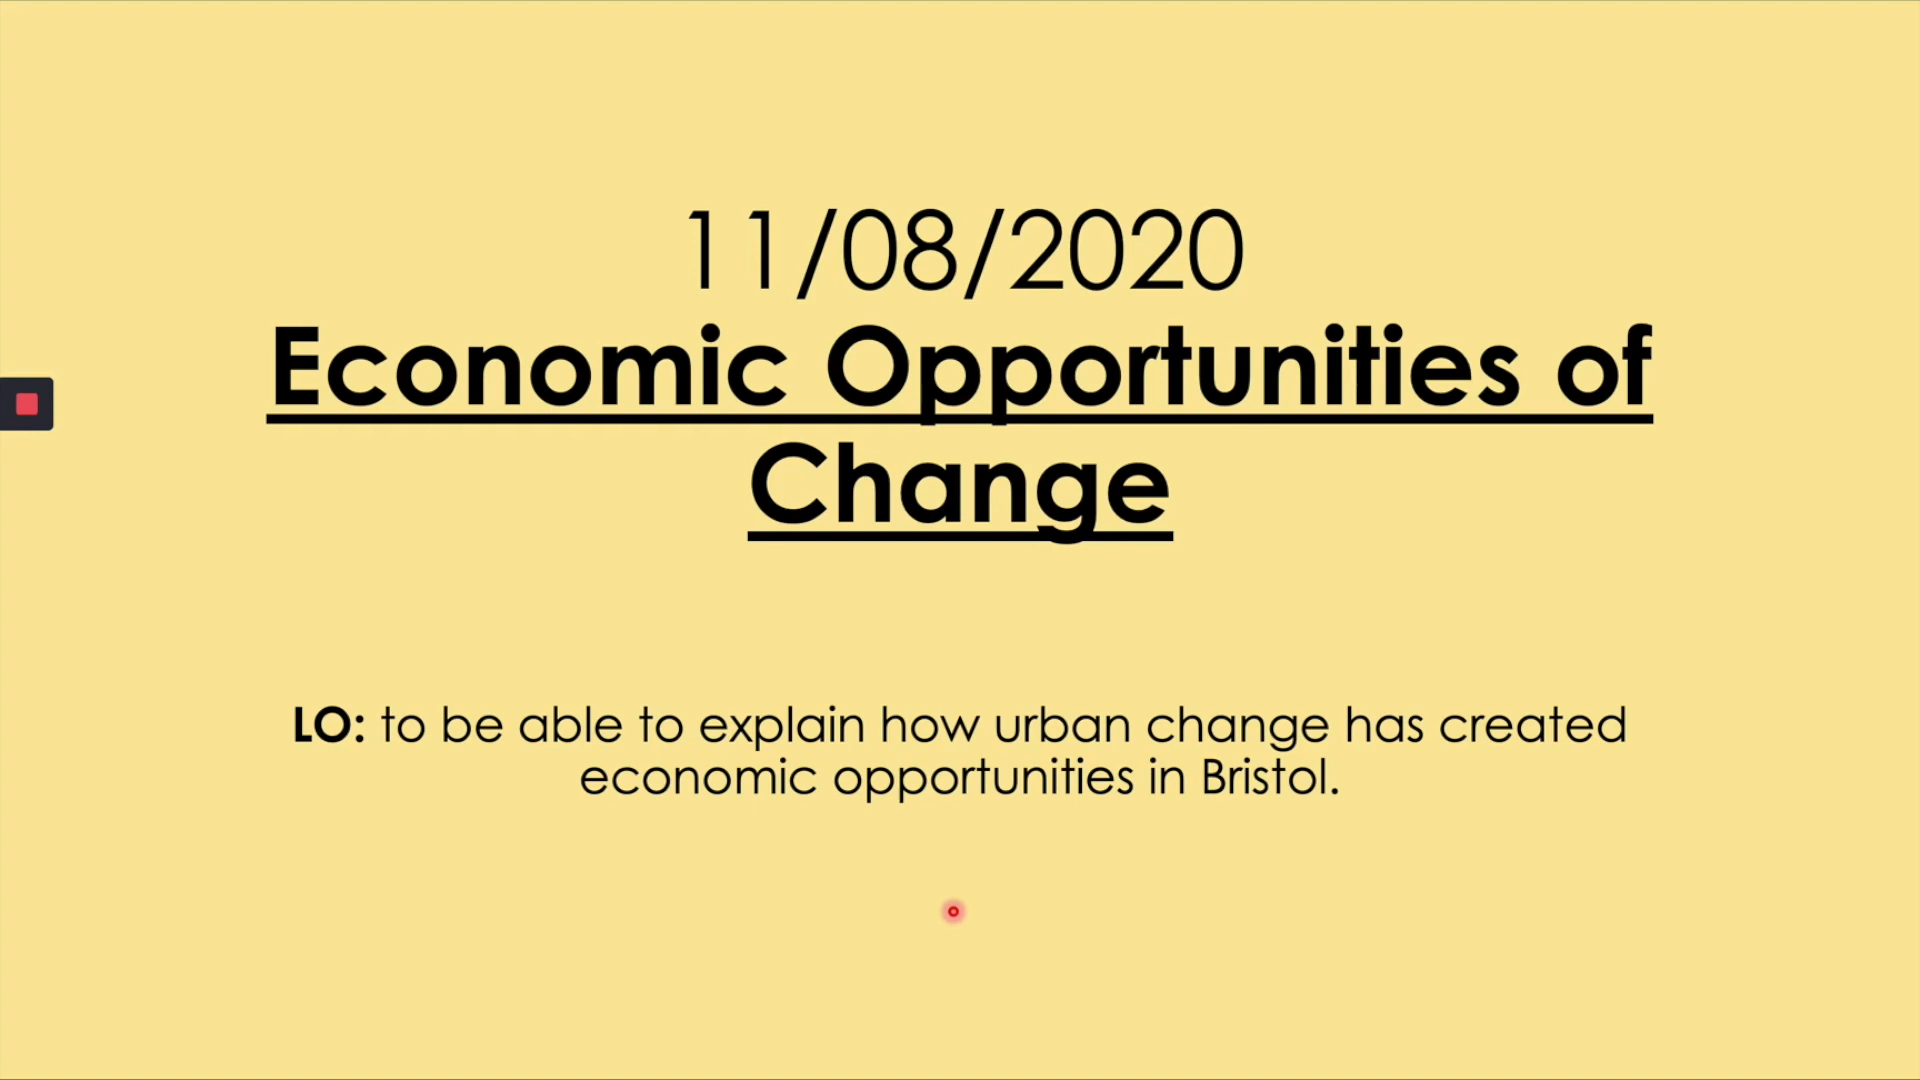 11/08/2020
Economic Opportunities of
Change
LO: to be able to explain how urban change has created
economic opportunities in Bristol.